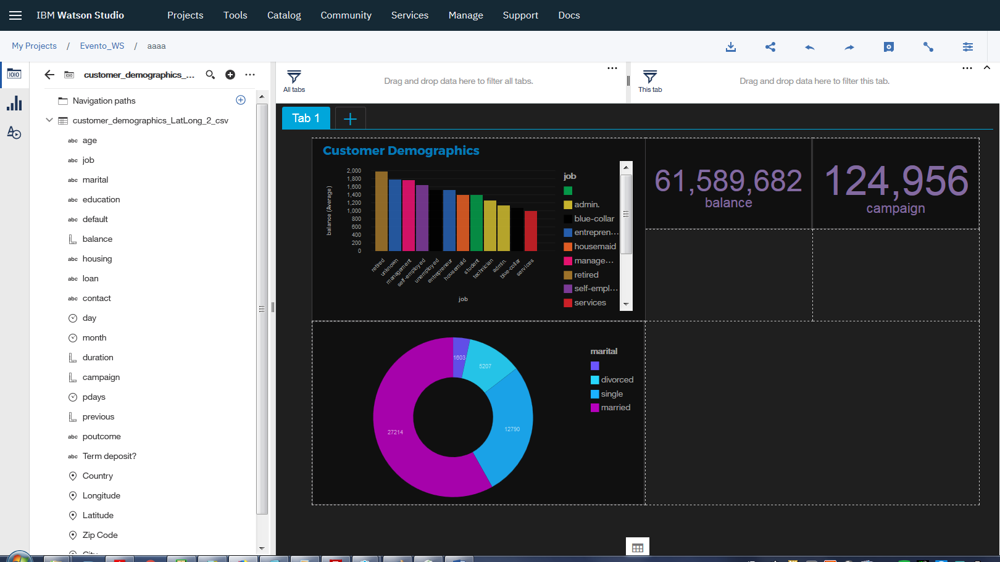 IBM Watson Studio
Projects
Tools
Catalog
Community
Services
Manage
Support
Docs
My Projects / Evento_WS / aaaa
customer_demographics_...
Navigation paths
customer_demographics_LatLong_2_csv
abc age
abc job
abc marital
abc education
abc default
balance
abc housing
abc loan
abc contact
day
month
duration
campaign
pdays
previous
abc poutcome
abc Term deposit?
Country
Longitude
Latitude
Zip Code
All tabs
Drag and drop data here to filter all tabs.
This tab
Drag and drop data here to filter this tab.
Tab 1
Customer Demographics
balance (Average)
2,000
1,800
1,600
1,400
1,200
1,000
800
600
400
200
0
retired
unknown
management
self-employed
unemployed
entrepreneur
housemaid
student
technician
admin.
blue-collar
services
job
job
admin.
blue-collar
entrepren...
housemaid
manage...
retired
self-empl...
services
61,589,682
balance
124,956
campaign
1603
5207
12790
27214
marital
divorced
single
married